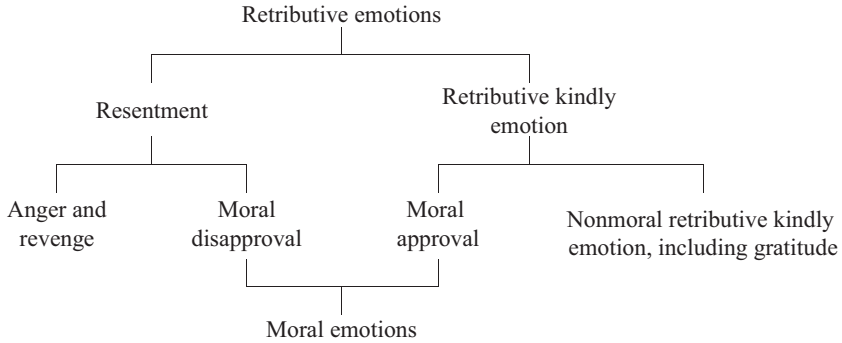 Retributive emotions
Resentment
Retributive kindly
emotion
Anger and
revenge
Moral
disapproval
Moral
approval
Nonmoral retributive kindly
emotion, including gratitude
Moral emotions